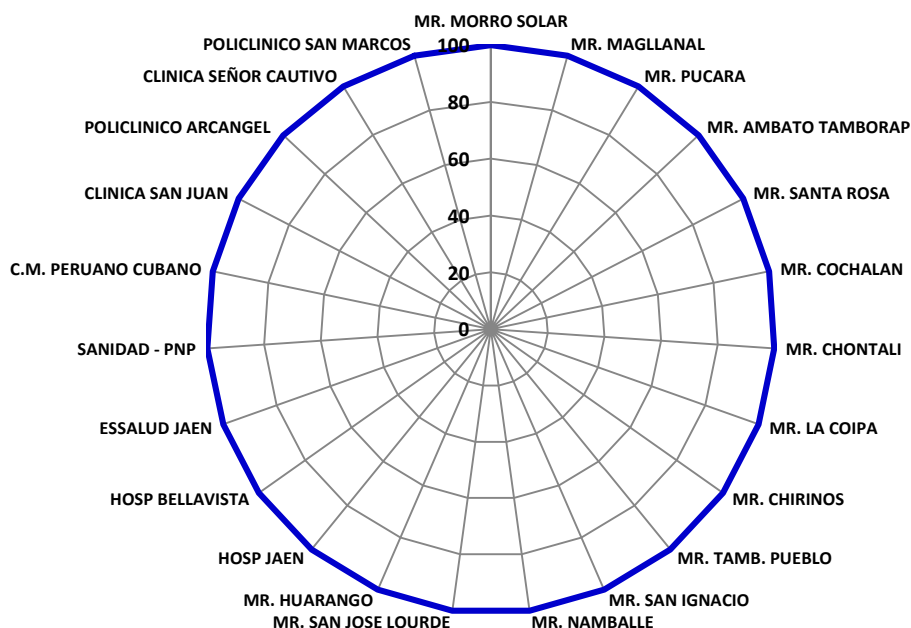 MR. MORRO SOLAR
MR. MAGLLANAL
MR. PUCARA
MR. AMBATO TAMBORAP
MR. SANTA ROSA
MR. COCHALAN
MR. CHONTALI
MR. LA COIPA
MR. CHIRINOS
MR. TAMB. PUEBLO
MR. SAN IGNACIO
MR. NAMBALLE
MR. SAN JOSE LOURDE
MR. HUARANGO
HOSP JAEN
HOSP BELLAVISTA
ESSALUD JAEN
SANIDAD - PNP
C.M. PERUANO CUBANO
CLINICA SAN JUAN
POLICLINICO ARCANGEL
CLINICA SEÑOR CAUTIVO
POLICLINICO SAN MARCOS
100
80
60
40
20
0